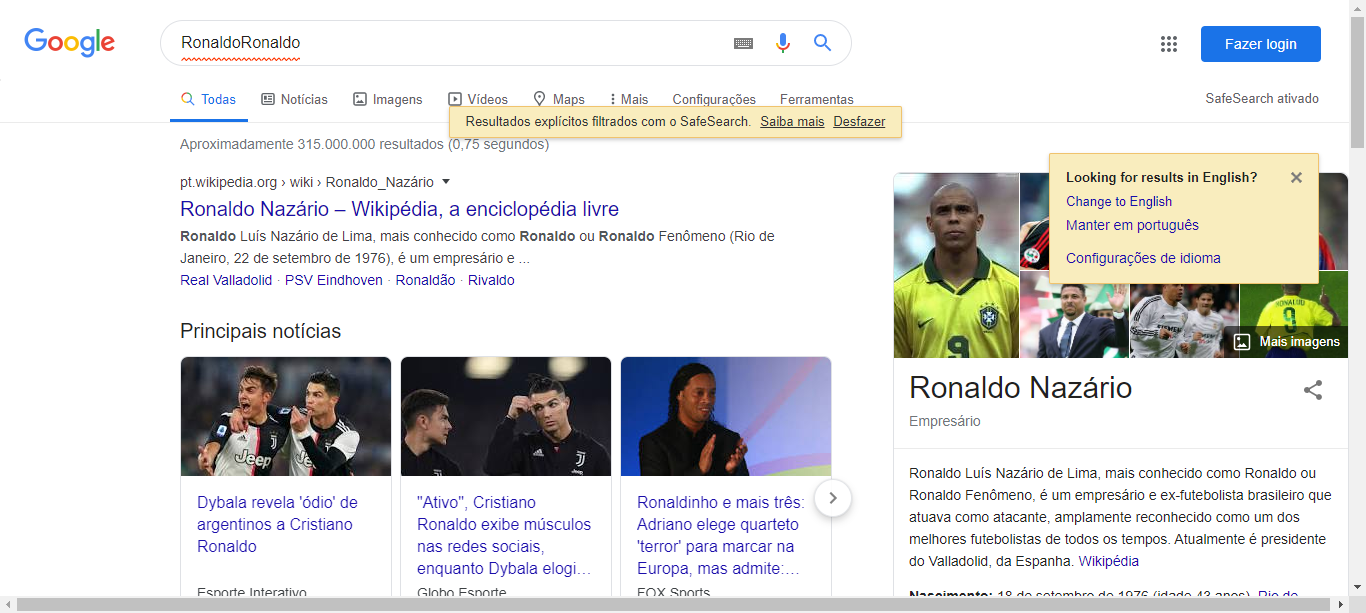 Google
RonaldoRonaldo
Fazer login
Todas
Notícias
Imagens
Vídeos
Maps
Mais
Configurações
Ferramentas
SafeSearch ativado
Resultados explícitos filtrados com o SafeSearch. Saiba mais Desfazer
Aproximadamente 315.000.000 resultados (0,75 segundos)
pt.wikipedia.org › wiki › Ronaldo_Nazário
Ronaldo Nazário – Wikipédia, a enciclopédia livre
Ronaldo Luís Nazário de Lima, mais conhecido como Ronaldo ou Ronaldo Fenômeno (Rio de
Janeiro, 22 de setembro de 1976), é um empresário e ...
Real Valladolid · PSV Eindhoven · Ronaldão · Rivaldo
Principais notícias
Jeep
Jeep
Dybala revela 'ódio' de
argentinos a Cristiano
Ronaldo
Esporte Interativo
"Ativo", Cristiano
Ronaldo exibe músculos
nas redes sociais,
enquanto Dybala elogi…
Globo Esporte
Ronaldinho e mais três:
Adriano elege quarteto
'terror' para marcar na
Europa, mas admite:…
FOX Sports
Looking for results in English?
Change to English
Manter em português
Configurações de idioma
9
RONALDO
9
Mais imagens
Ronaldo Nazário
Empresário
Ronaldo Luís Nazário de Lima, mais conhecido como Ronaldo ou
Ronaldo Fenômeno, é um empresário e ex-futebolista brasileiro que
atuava como atacante, amplamente reconhecido como um dos
melhores futebolistas de todos os tempos. Atualmente é presidente
do Valladolid, da Espanha. Wikipédia
Nascimento: 18 de setembro de 1976 (idade 43 anos), Rio de